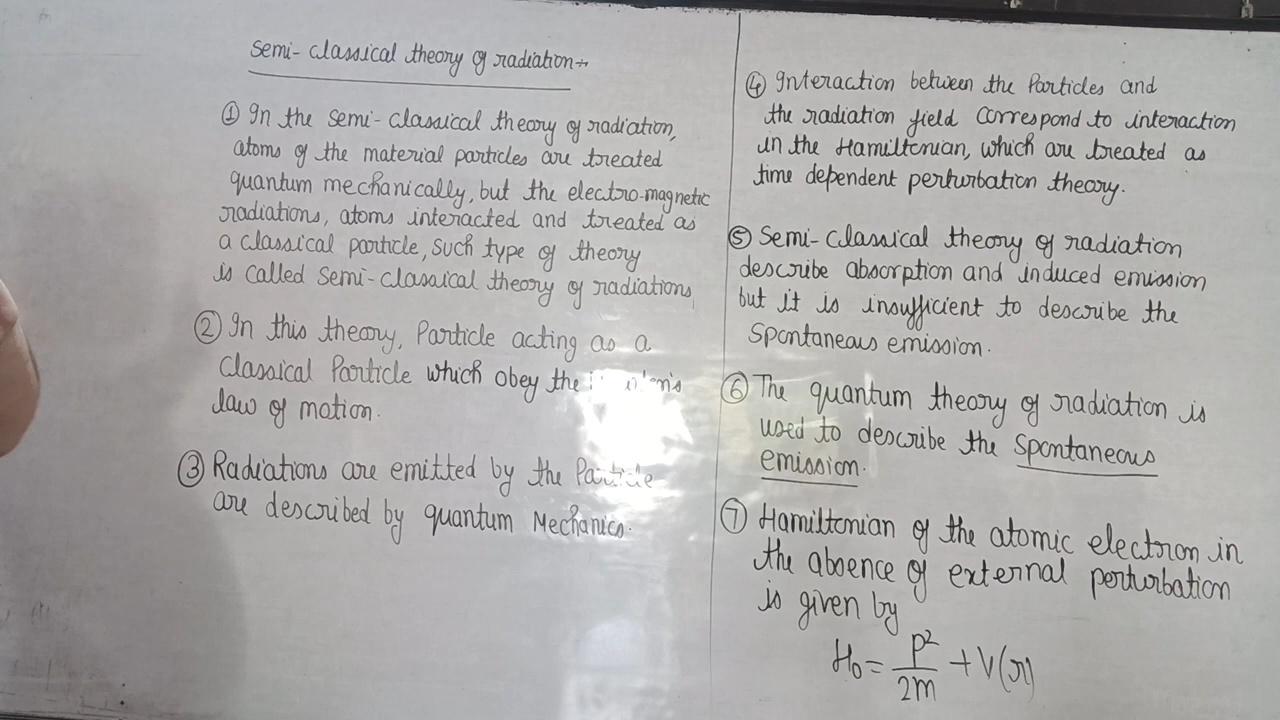 Semi-classical theory of radiation→
① In the semi-classical theory of radiation,
atoms of the material particles are treated
quantum mechanically, but the electro-magnetic
radiations, atoms interacted and treated as
a classical particle, such type of theory
is called semi-classical theory of radiations,
② In this theory, Particle acting as a
Classical Particle which obey the
law of motion.
③ Radiations are emitted by the Particle
are described by quantum Mechanics.
④ Interaction between the Particles and
the radiation field correspond to interaction
in the Hamiltonian, which are treated as
time dependent perturbation theory.
⑤ Semi-classical theory of radiation
describe absorption and induced emission
but it is insufficient to describe the
spontaneous emission.
⑥ The quantum theory of radiation is
used to describe the spontaneous
emission.
⑦ Hamiltonian of the atomic electron in
the absence of external perturbation
is given by
H₀ = P²/2m + V(r)